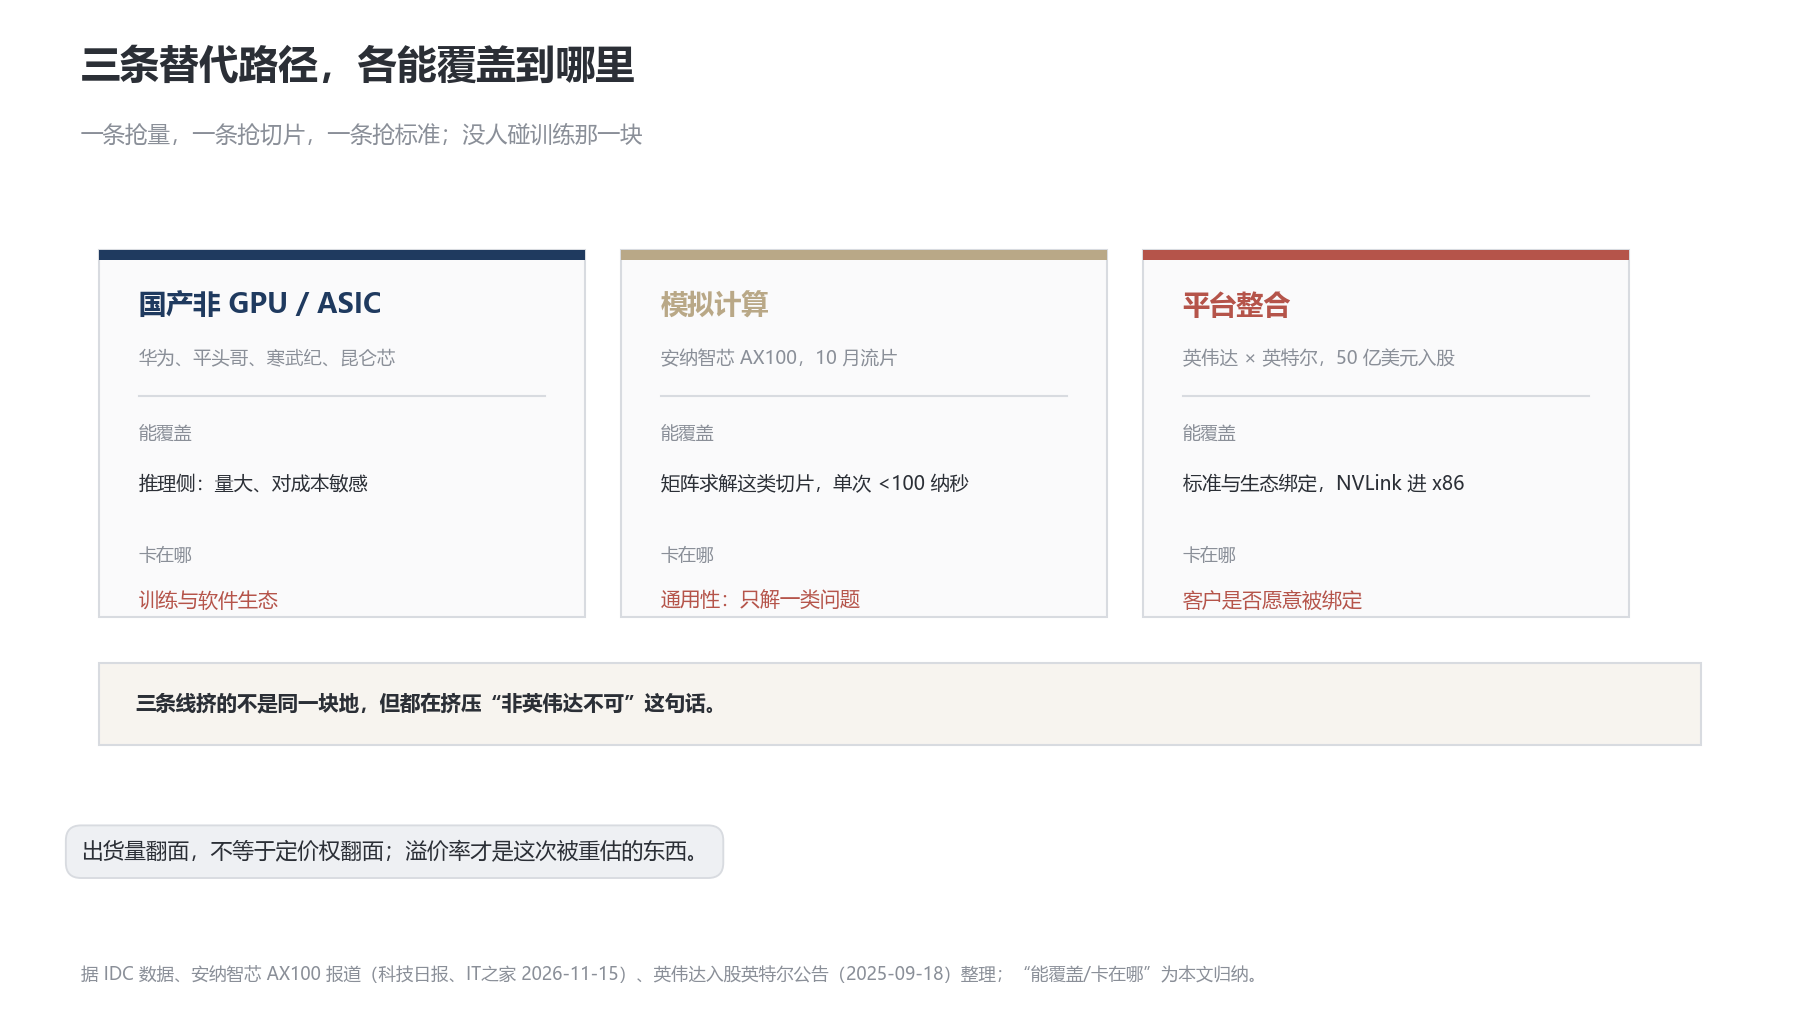 三条替代路径，各能覆盖到哪里
一条抢量，一条抢切片，一条抢标准；没人碰训练那一块
国产非 GPU / ASIC
华为、平头哥、寒武纪、昆仑芯
能覆盖
推理侧：量大、对成本敏感
卡在哪
训练与软件生态
模拟计算
安纳智芯 AX100，10 月流片
能覆盖
矩阵求解这类切片，单次 <100 纳秒
卡在哪
通用性：只解一类问题
平台整合
英伟达 × 英特尔，50 亿美元入股
能覆盖
标准与生态绑定，NVLink 进 x86
卡在哪
客户是否愿意被绑定
三条线挤的不是同一块地，但都在挤压“非英伟达不可”这句话。
出货量翻面，不等于定价权翻面；溢价率才是这次被重估的东西。
据 IDC 数据、安纳智芯 AX100 报道（科技日报、IT之家 2026-11-15）、英伟达入股英特尔公告（2025-09-18）整理；“能覆盖/卡在哪”为本文归纳。